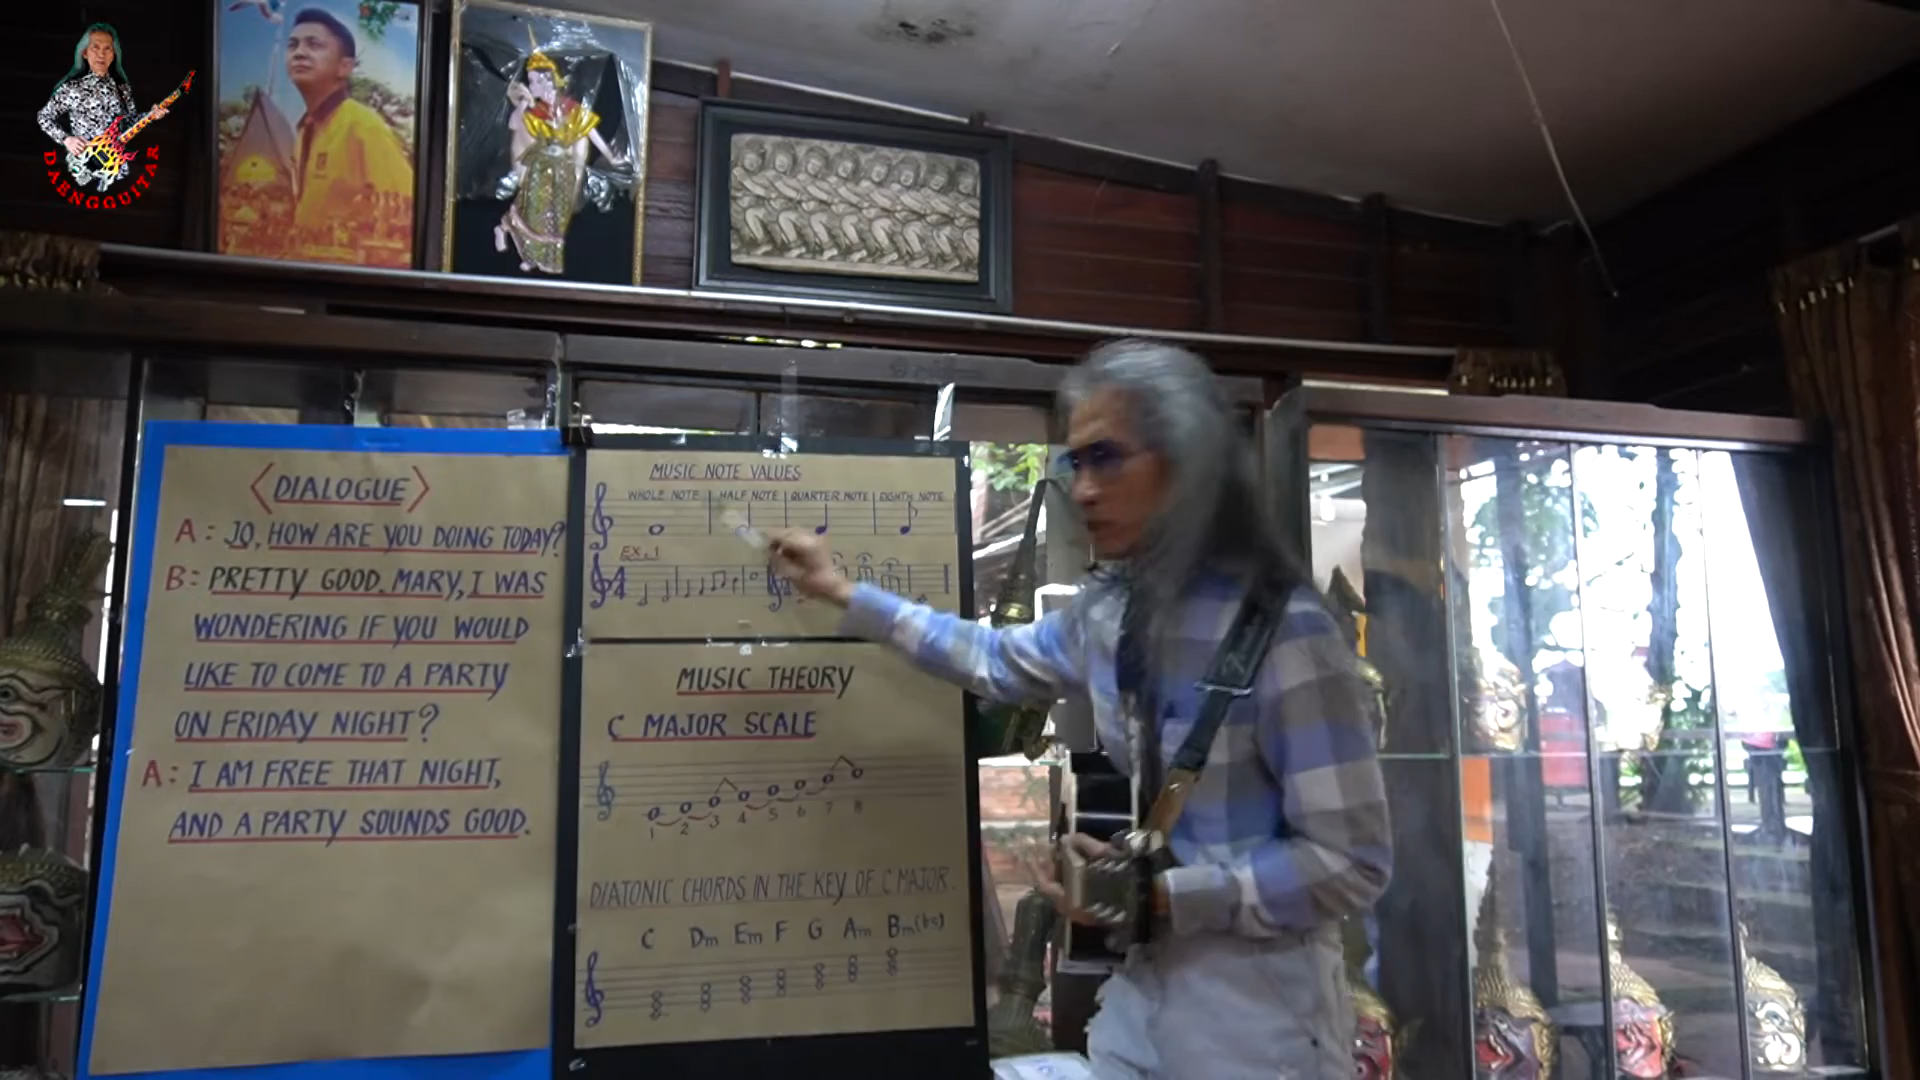 DAENGGUITAR
<DIALOGUE>
A: JO, HOW ARE YOU DOING TODAY?
B: PRETTY GOOD. MARY, I WAS
WONDERING IF YOU WOULD
LIKE TO COME TO A PARTY
ON FRIDAY NIGHT?
A: I AM FREE THAT NIGHT,
AND A PARTY SOUNDS GOOD.
MUSIC NOTE VALUES
WHOLE NOTE HALF NOTE QUARTER NOTE EIGHTH NOTE
EX.1
MUSIC THEORY
C MAJOR SCALE
1 2 3 4 5 6 7 8
DIATONIC CHORDS IN THE KEY OF C MAJOR.
C Dm Em F G Am Bm(b5)